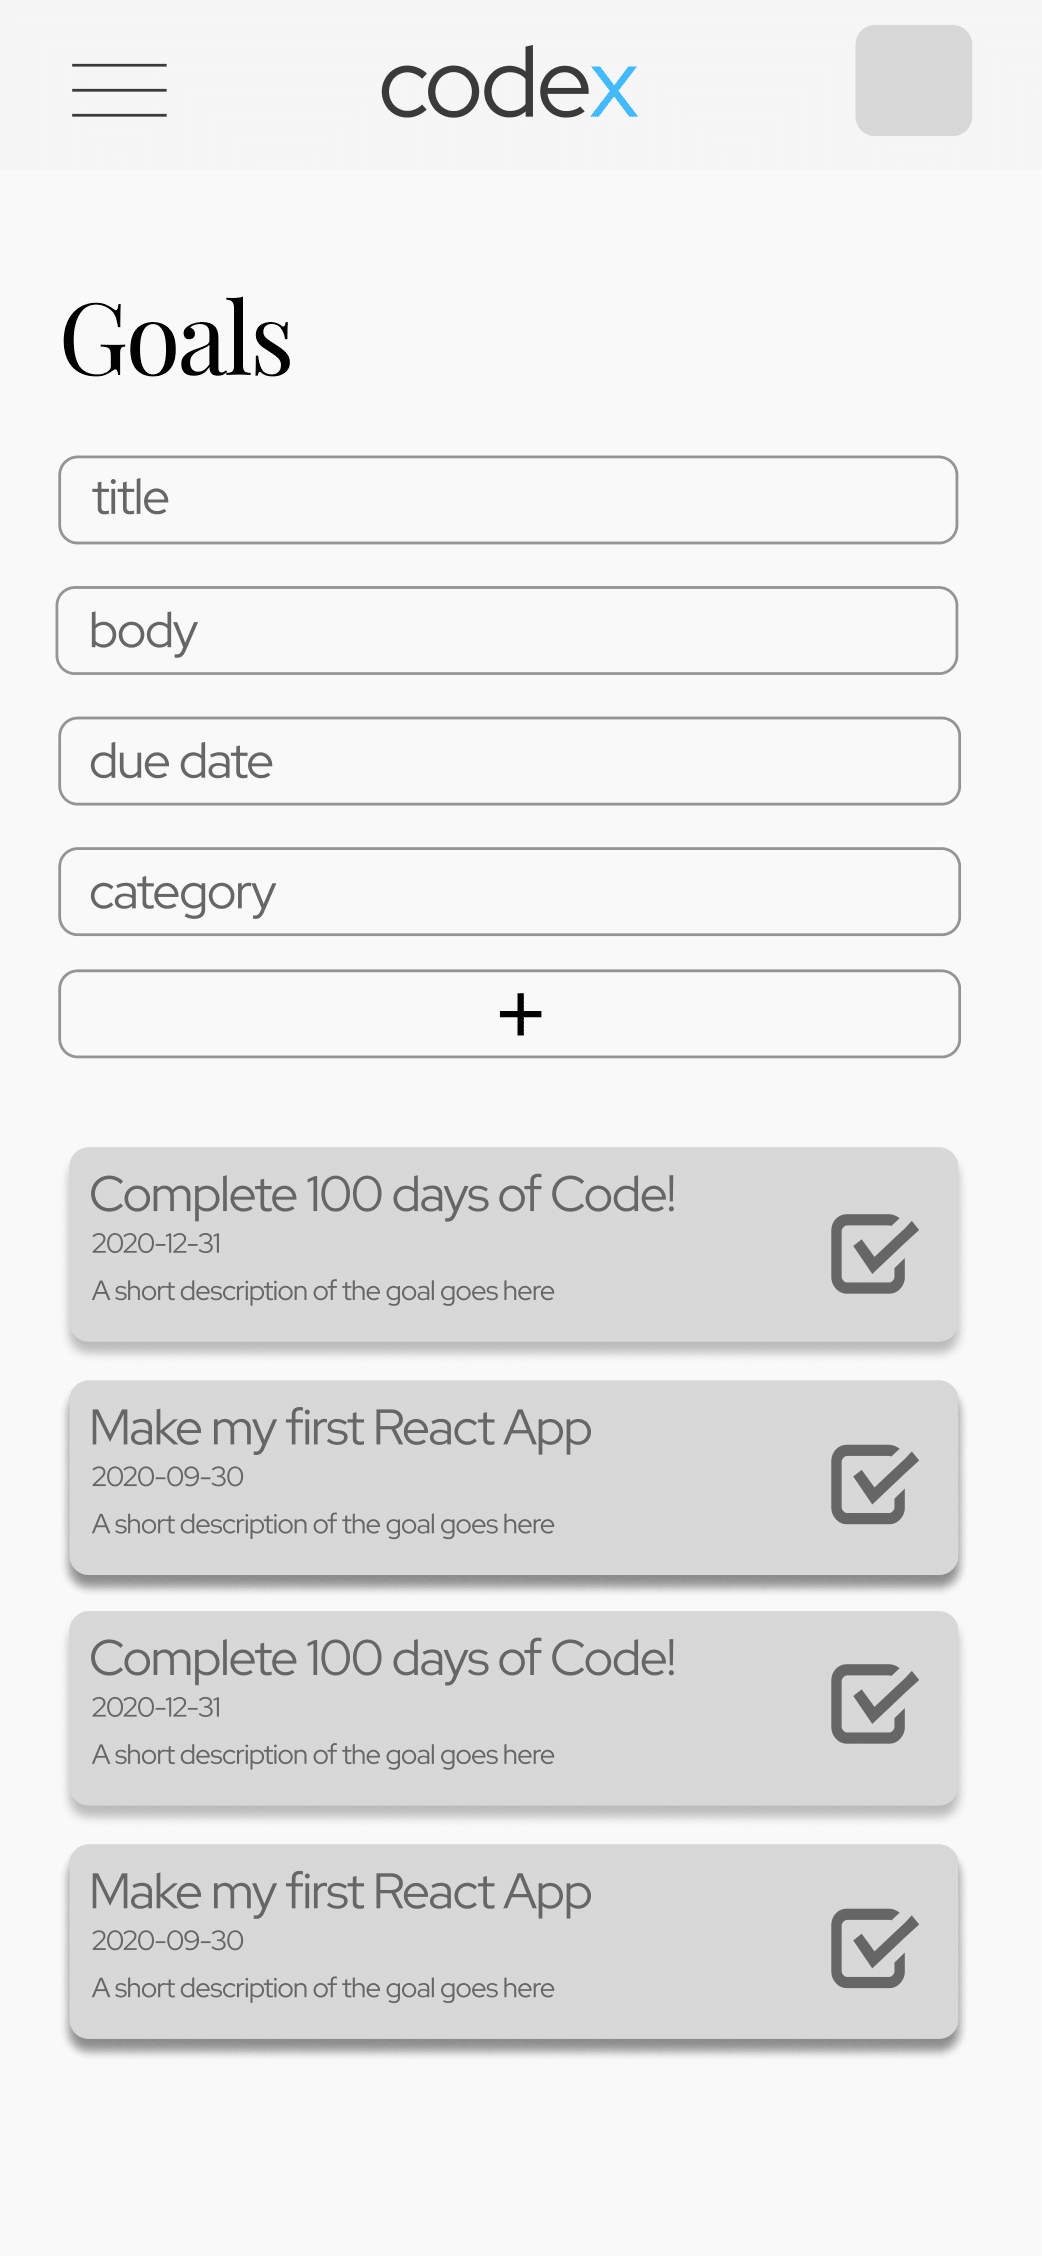 codex
Goals
title
body
due date
category
+
Complete 100 days of Code!
2020-12-31
A short description of the goal goes here
Make my first React App
2020-09-30
A short description of the goal goes here
Complete 100 days of Code!
2020-12-31
A short description of the goal goes here
Make my first React App
2020-09-30
A short description of the goal goes here